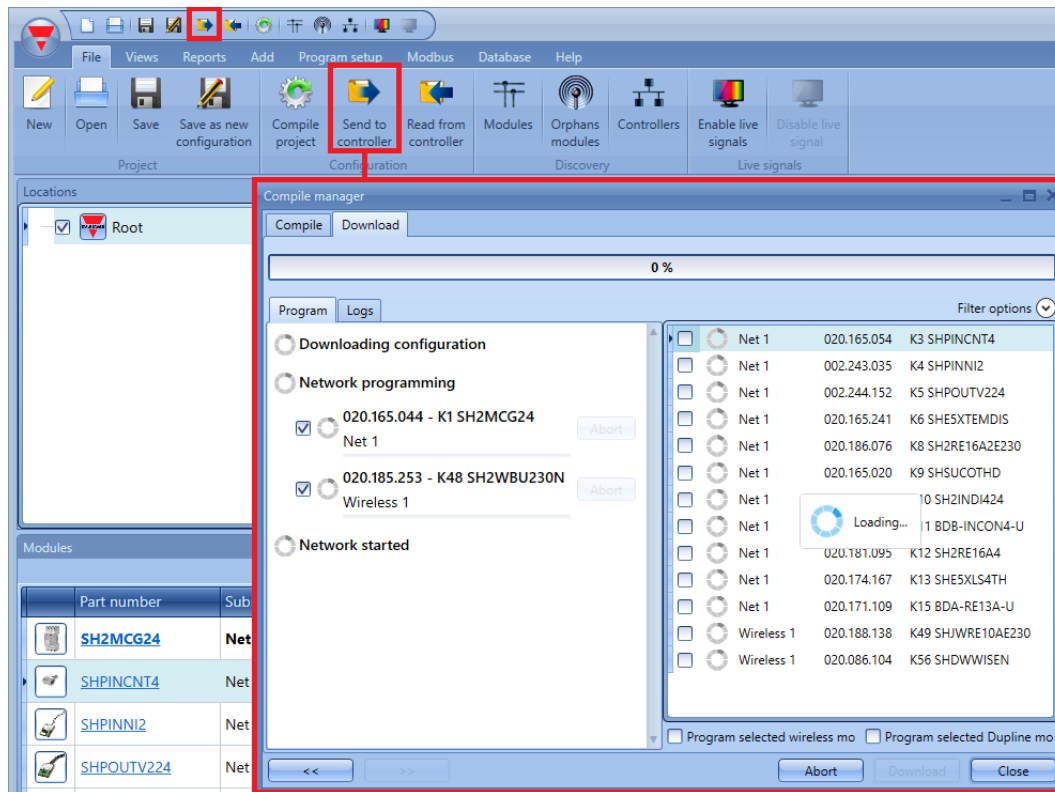 File Views Reports Add Program setup Modbus Database Help
New Open Save Save as new configuration Compile project Send to controller Read from controller Modules Orphans modules Controllers Enable live signals Disable live signal
Project Configuration Discovery Live signals
Locations
Root
Compile manager
Compile Download
0 %
Program Logs
Filter options
Downloading configuration
Network programming
020.165.044 - K1 SH2MCG24
Net 1
Abort
020.185.253 - K48 SH2WBU230N
Wireless 1
Abort
Network started
Net 1 020.165.054 K3 SHPINCNT4
Net 1 002.243.035 K4 SHPINNI2
Net 1 002.244.152 K5 SHPOUTV224
Net 1 020.165.241 K6 SHE5XTEMDIS
Net 1 020.186.076 K8 SH2RE16A2E230
Net 1 020.165.020 K9 SHSUCOTHD
Net 1 10 SH2INDI424
Net 1 1 BDB-INCON4-U
Loading...
Net 1 020.181.095 K12 SH2RE16A4
Net 1 020.174.167 K13 SHE5XLS4TH
Net 1 020.171.109 K15 BDA-RE13A-U
Wireless 1 020.188.138 K49 SHJWRE10AE230
Wireless 1 020.086.104 K56 SHDWWISEN
Program selected wireless mo Program selected Dupline mo
<< >> Abort Download Close
Modules
Part number Sub
SH2MCG24 Net
SHPINCNT4 Net
SHPINNI2 Net
SHPOUTV224 Net